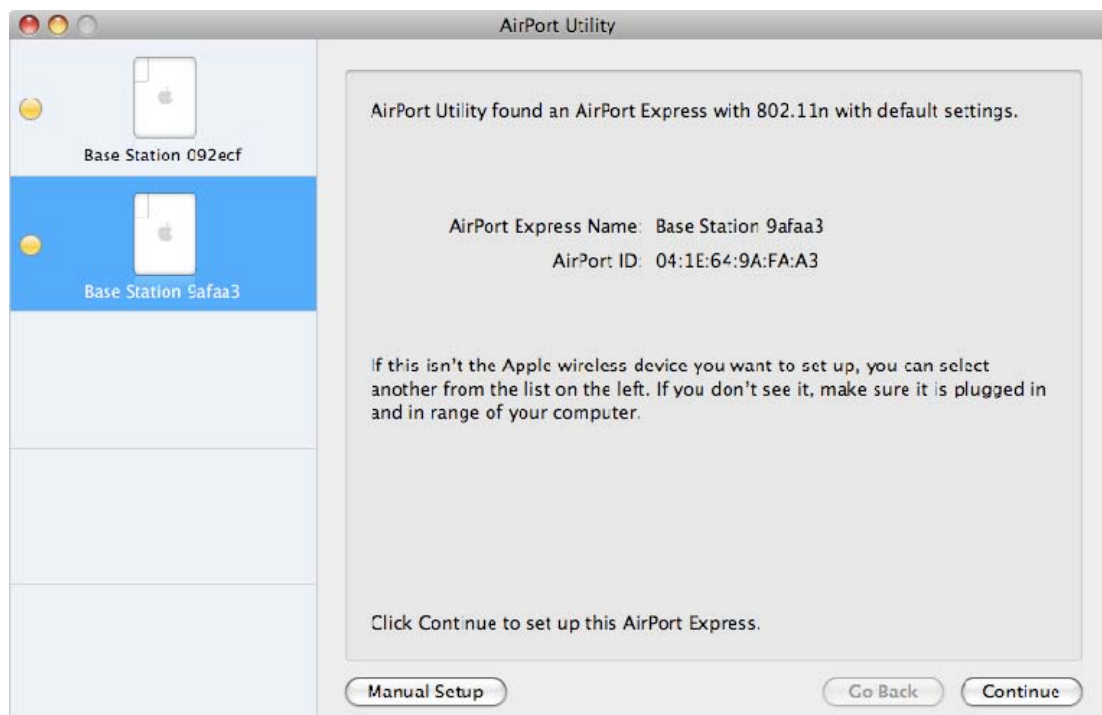 AirPort Utility
Base Station 092ecf
Base Station 9afaa3
AirPort Utility found an AirPort Express with 802.11n with default settings.
AirPort Express Name: Base Station 9afaa3
AirPort ID: 04:1E:64:9A:FA:A3
If this isn't the Apple wireless device you want to set up, you can select
another from the list on the left. If you don't see it, make sure it is plugged in
and in range of your computer.
Click Continue to set up this AirPort Express.
Manual Setup
Go Back
Continue